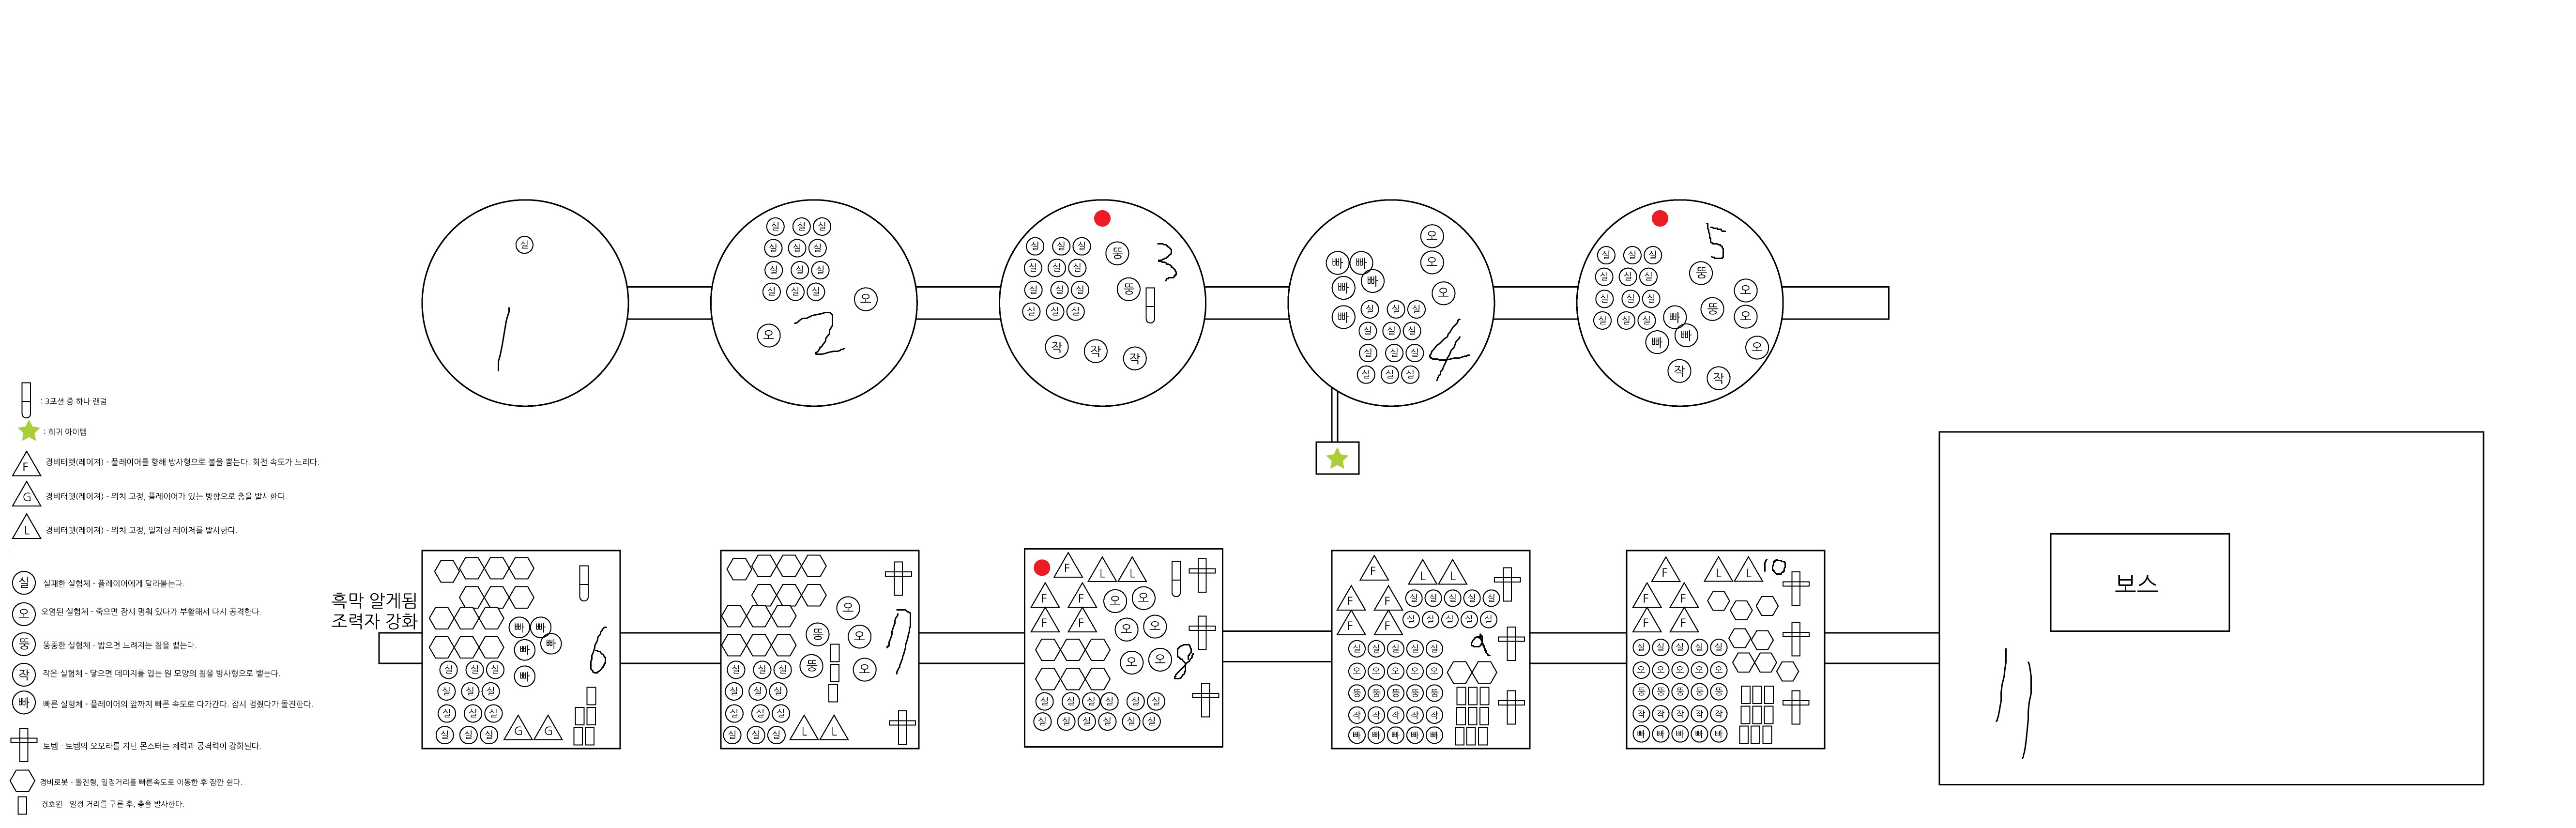 실
1
실 실 실
실 실 실
실 실 실
실 실 실
오
오
2
실 실 실
실 실 실
실 실 실
실 실 실
뚱
뚱
3
작 작 작
오
오
오
빠 빠
빠 빠
빠
실 실 실
실 실 실
실 실 실
실 실 실
4
5
실 실 실
실 실 실
실 실 실
실 실 실
뚱
뚱
오
오
오
빠
빠 빠
작 작
: 3포션 중 하나 랜덤
: 희귀 아이템
F 경비터렛(레이져) - 플레이어를 향해 방사형으로 불을 뿜는다. 회전 속도가 느리다.
G 경비터렛(레이져) - 위치 고정, 플레이어가 있는 방향으로 총을 발사한다.
L 경비터렛(레이져) - 위치 고정, 일자형 레이저를 발사한다.
실 실패한 실험체 - 플레이어에게 달라붙는다.
오 오염된 실험체 - 죽으면 잠시 멈춰 있다가 부활해서 다시 공격한다.
뚱 뚱뚱한 실험체 - 밟으면 느려지는 침을 뱉는다.
작 작은 실험체 - 닿으면 데미지를 입는 원 모양의 침을 방사형으로 뱉는다.
빠 빠른 실험체 - 플레이어의 앞까지 빠른 속도로 다가간다. 잠시 멈췄다가 돌진한다.
토템 - 토템의 오오라를 지난 몬스터는 체력과 공격력이 강화된다.
경비로봇 - 돌진형, 일정거리를 빠른속도로 이동한 후 잠깐 쉰다.
경호원 - 일정 거리를 구른 후, 총을 발사한다.
흑막 알게됨
조력자 강화
빠 빠
빠 빠
빠
6
실 실 실
실 실 실
실 실 실
실 실 실
G G
오
뚱 오
뚱 오
7
실 실 실
실 실 실
실 실 실
실 실 실
L L
F L L
F F
F F
오 오
오 오
오 오
8
실 실 실 실 실 실
실 실 실 실 실 실
F L L
F F
F F
실 실 실 실 실
실 실 실 실 실
9
실 실 실 실 실
오 오 오 오 오
뚱 뚱 뚱 뚱 뚱
작 작 작 작 작
빠 빠 빠 빠 빠
F L L 10
F F
F F
실 실 실 실 실
오 오 오 오 오
뚱 뚱 뚱 뚱 뚱
작 작 작 작 작
빠 빠 빠 빠 빠
보스
11